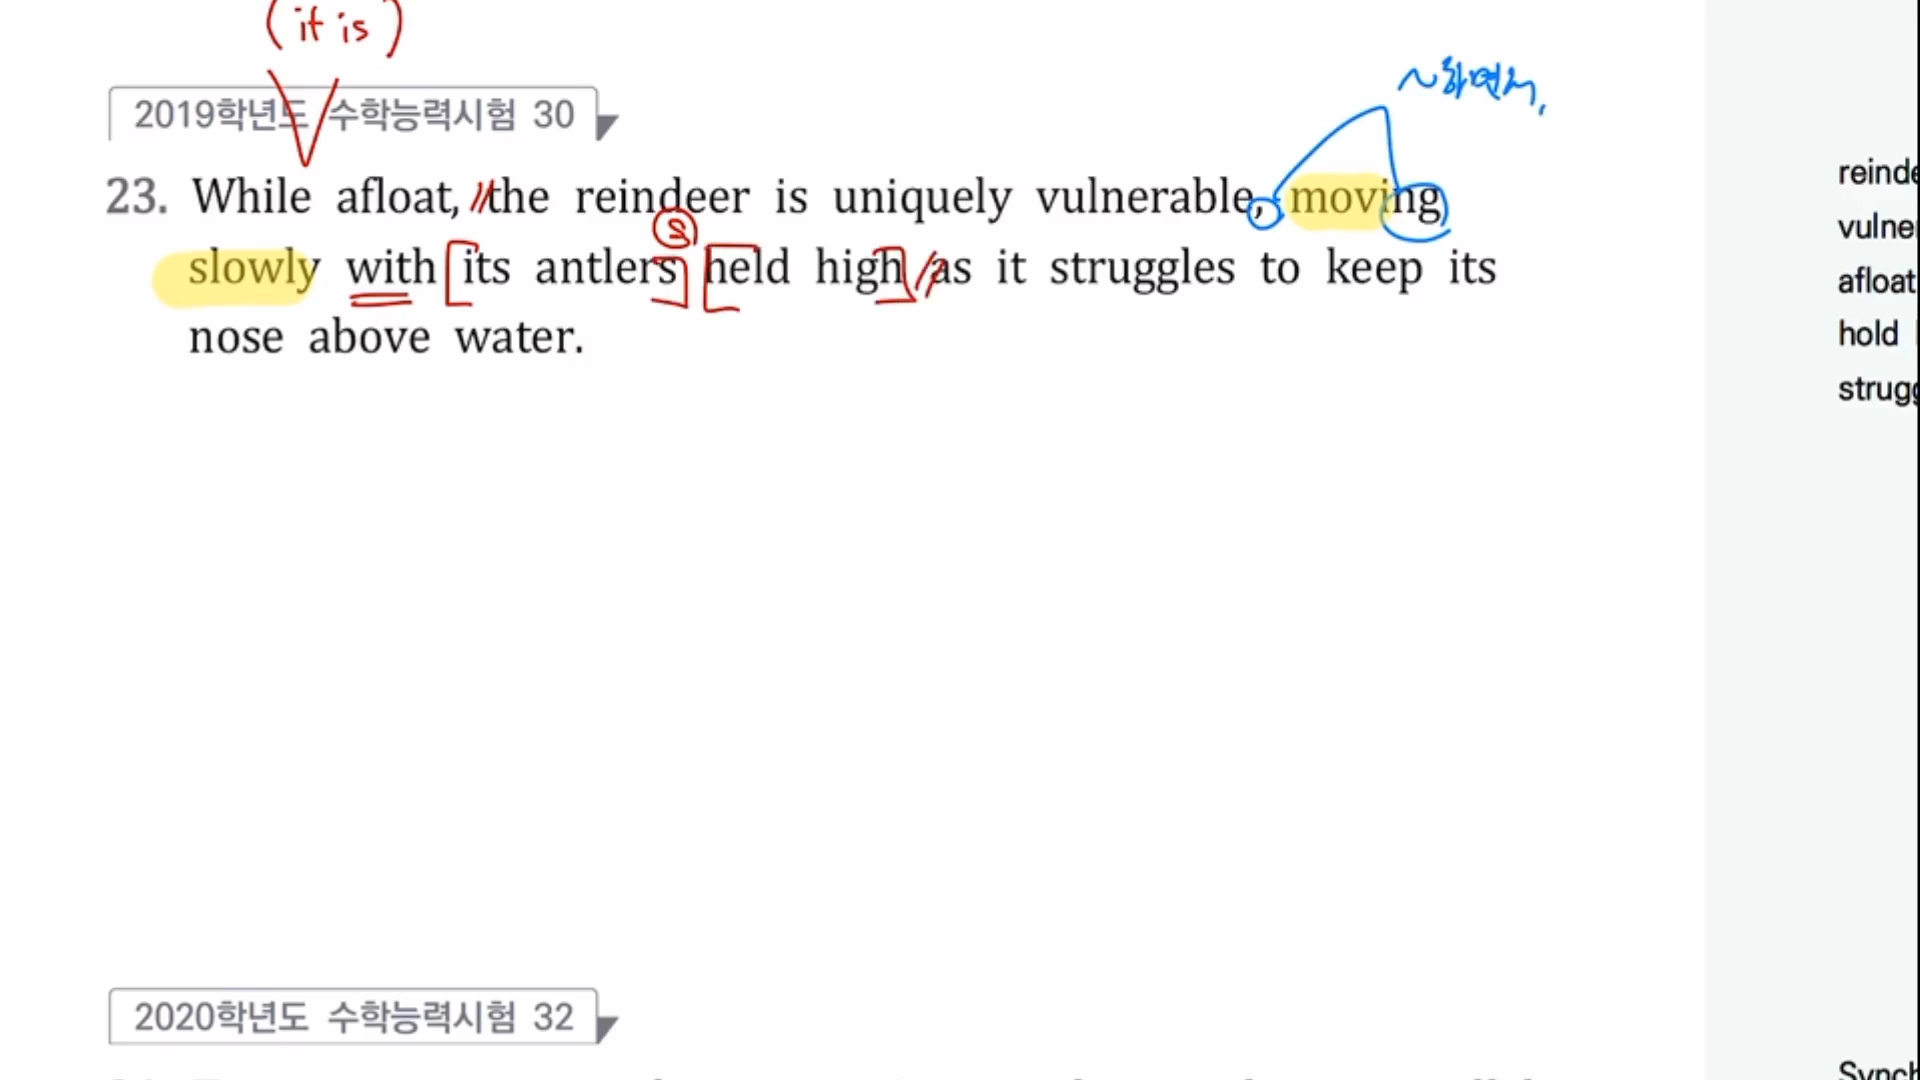 (it is)
~하면서,
2019학년도 수학능력시험 30
23. While afloat, the reindeer is uniquely vulnerable, moving
S
slowly with its antlers held high as it struggles to keep its
nose above water.
2020학년도 수학능력시험 32
reinde
vulne
afloat
hold
strugg